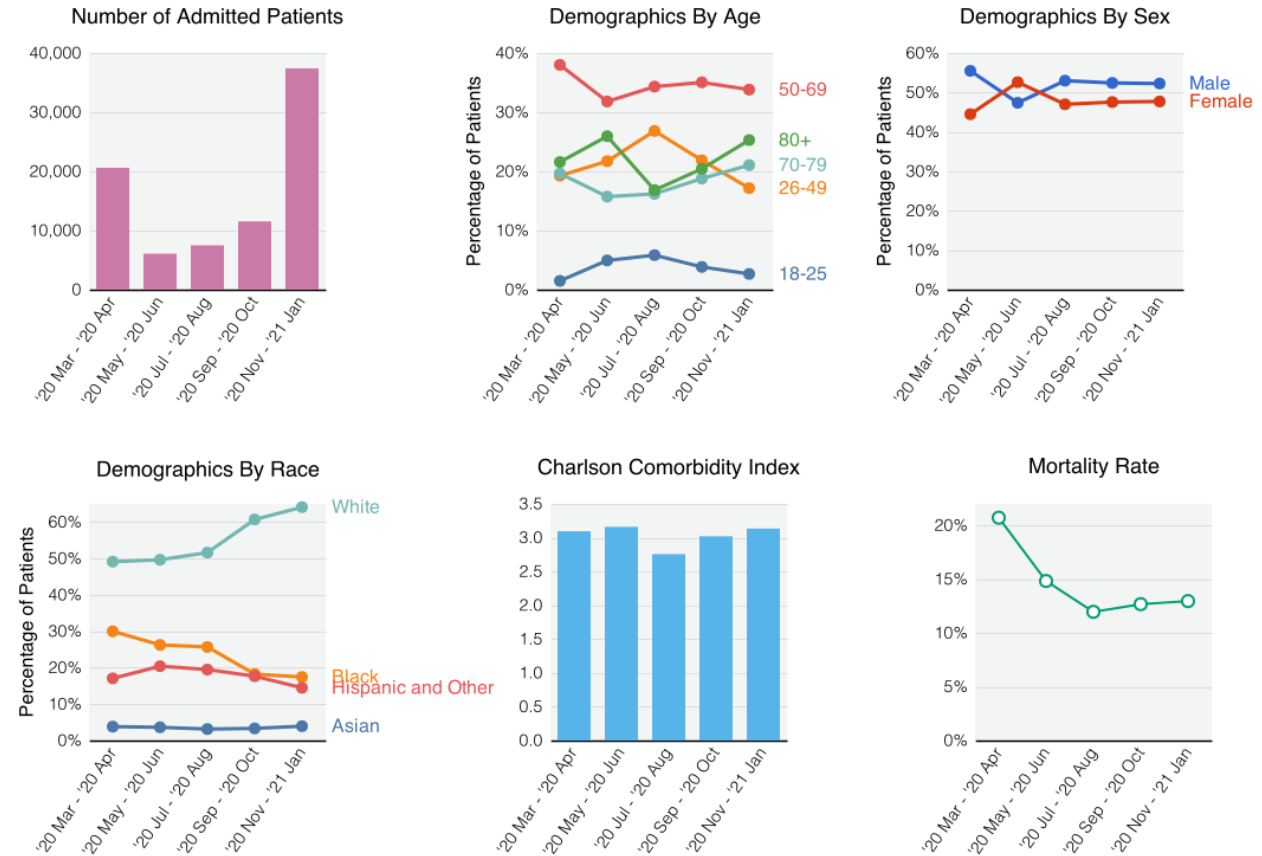 Number of Admitted Patients
40,000
30,000
20,000
10,000
0
'20 Mar - '20 Apr
'20 May - '20 Jun
'20 Jul - '20 Aug
'20 Sep - '20 Oct
'20 Nov - '21 Jan
Demographics By Age
Percentage of Patients
40%
30%
20%
10%
0%
50-69
80+
70-79
26-49
18-25
'20 Mar - '20 Apr
'20 May - '20 Jun
'20 Jul - '20 Aug
'20 Sep - '20 Oct
'20 Nov - '21 Jan
Demographics By Sex
Percentage of Patients
60%
50%
40%
30%
20%
10%
0%
Male
Female
'20 Mar - '20 Apr
'20 May - '20 Jun
'20 Jul - '20 Aug
'20 Sep - '20 Oct
'20 Nov - '21 Jan
Demographics By Race
Percentage of Patients
60%
50%
40%
30%
20%
10%
0%
White
Black
Hispanic and Other
Asian
'20 Mar - '20 Apr
'20 May - '20 Jun
'20 Jul - '20 Aug
'20 Sep - '20 Oct
'20 Nov - '21 Jan
Charlson Comorbidity Index
3.5
3.0
2.5
2.0
1.5
1.0
0.5
0.0
'20 Mar - '20 Apr
'20 May - '20 Jun
'20 Jul - '20 Aug
'20 Sep - '20 Oct
'20 Nov - '21 Jan
Mortality Rate
20%
15%
10%
5%
0%
'20 Mar - '20 Apr
'20 May - '20 Jun
'20 Jul - '20 Aug
'20 Sep - '20 Oct
'20 Nov - '21 Jan